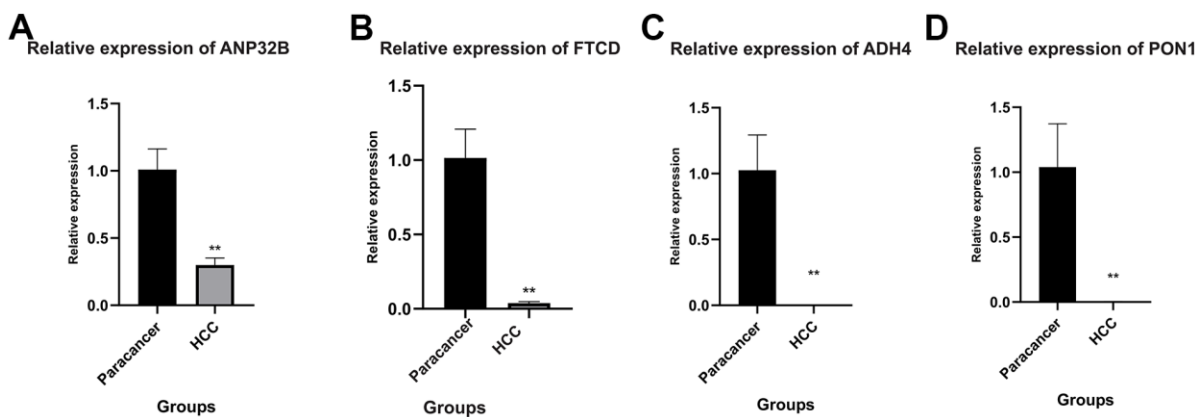 A
Relative expression of ANP32B
Relative expression
1.5
1.0
0.5
0.0
**
Paracancer
HCC
Groups
B
Relative expression of FTCD
Relative expression
1.5
1.0
0.5
0.0
**
Paracancer
HCC
Groups
C
Relative expression of ADH4
Relative expression
1.5
1.0
0.5
0.0
**
Paracancer
HCC
Groups
D
Relative expression of PON1
Relative expression
1.5
1.0
0.5
0.0
**
Paracancer
HCC
Groups